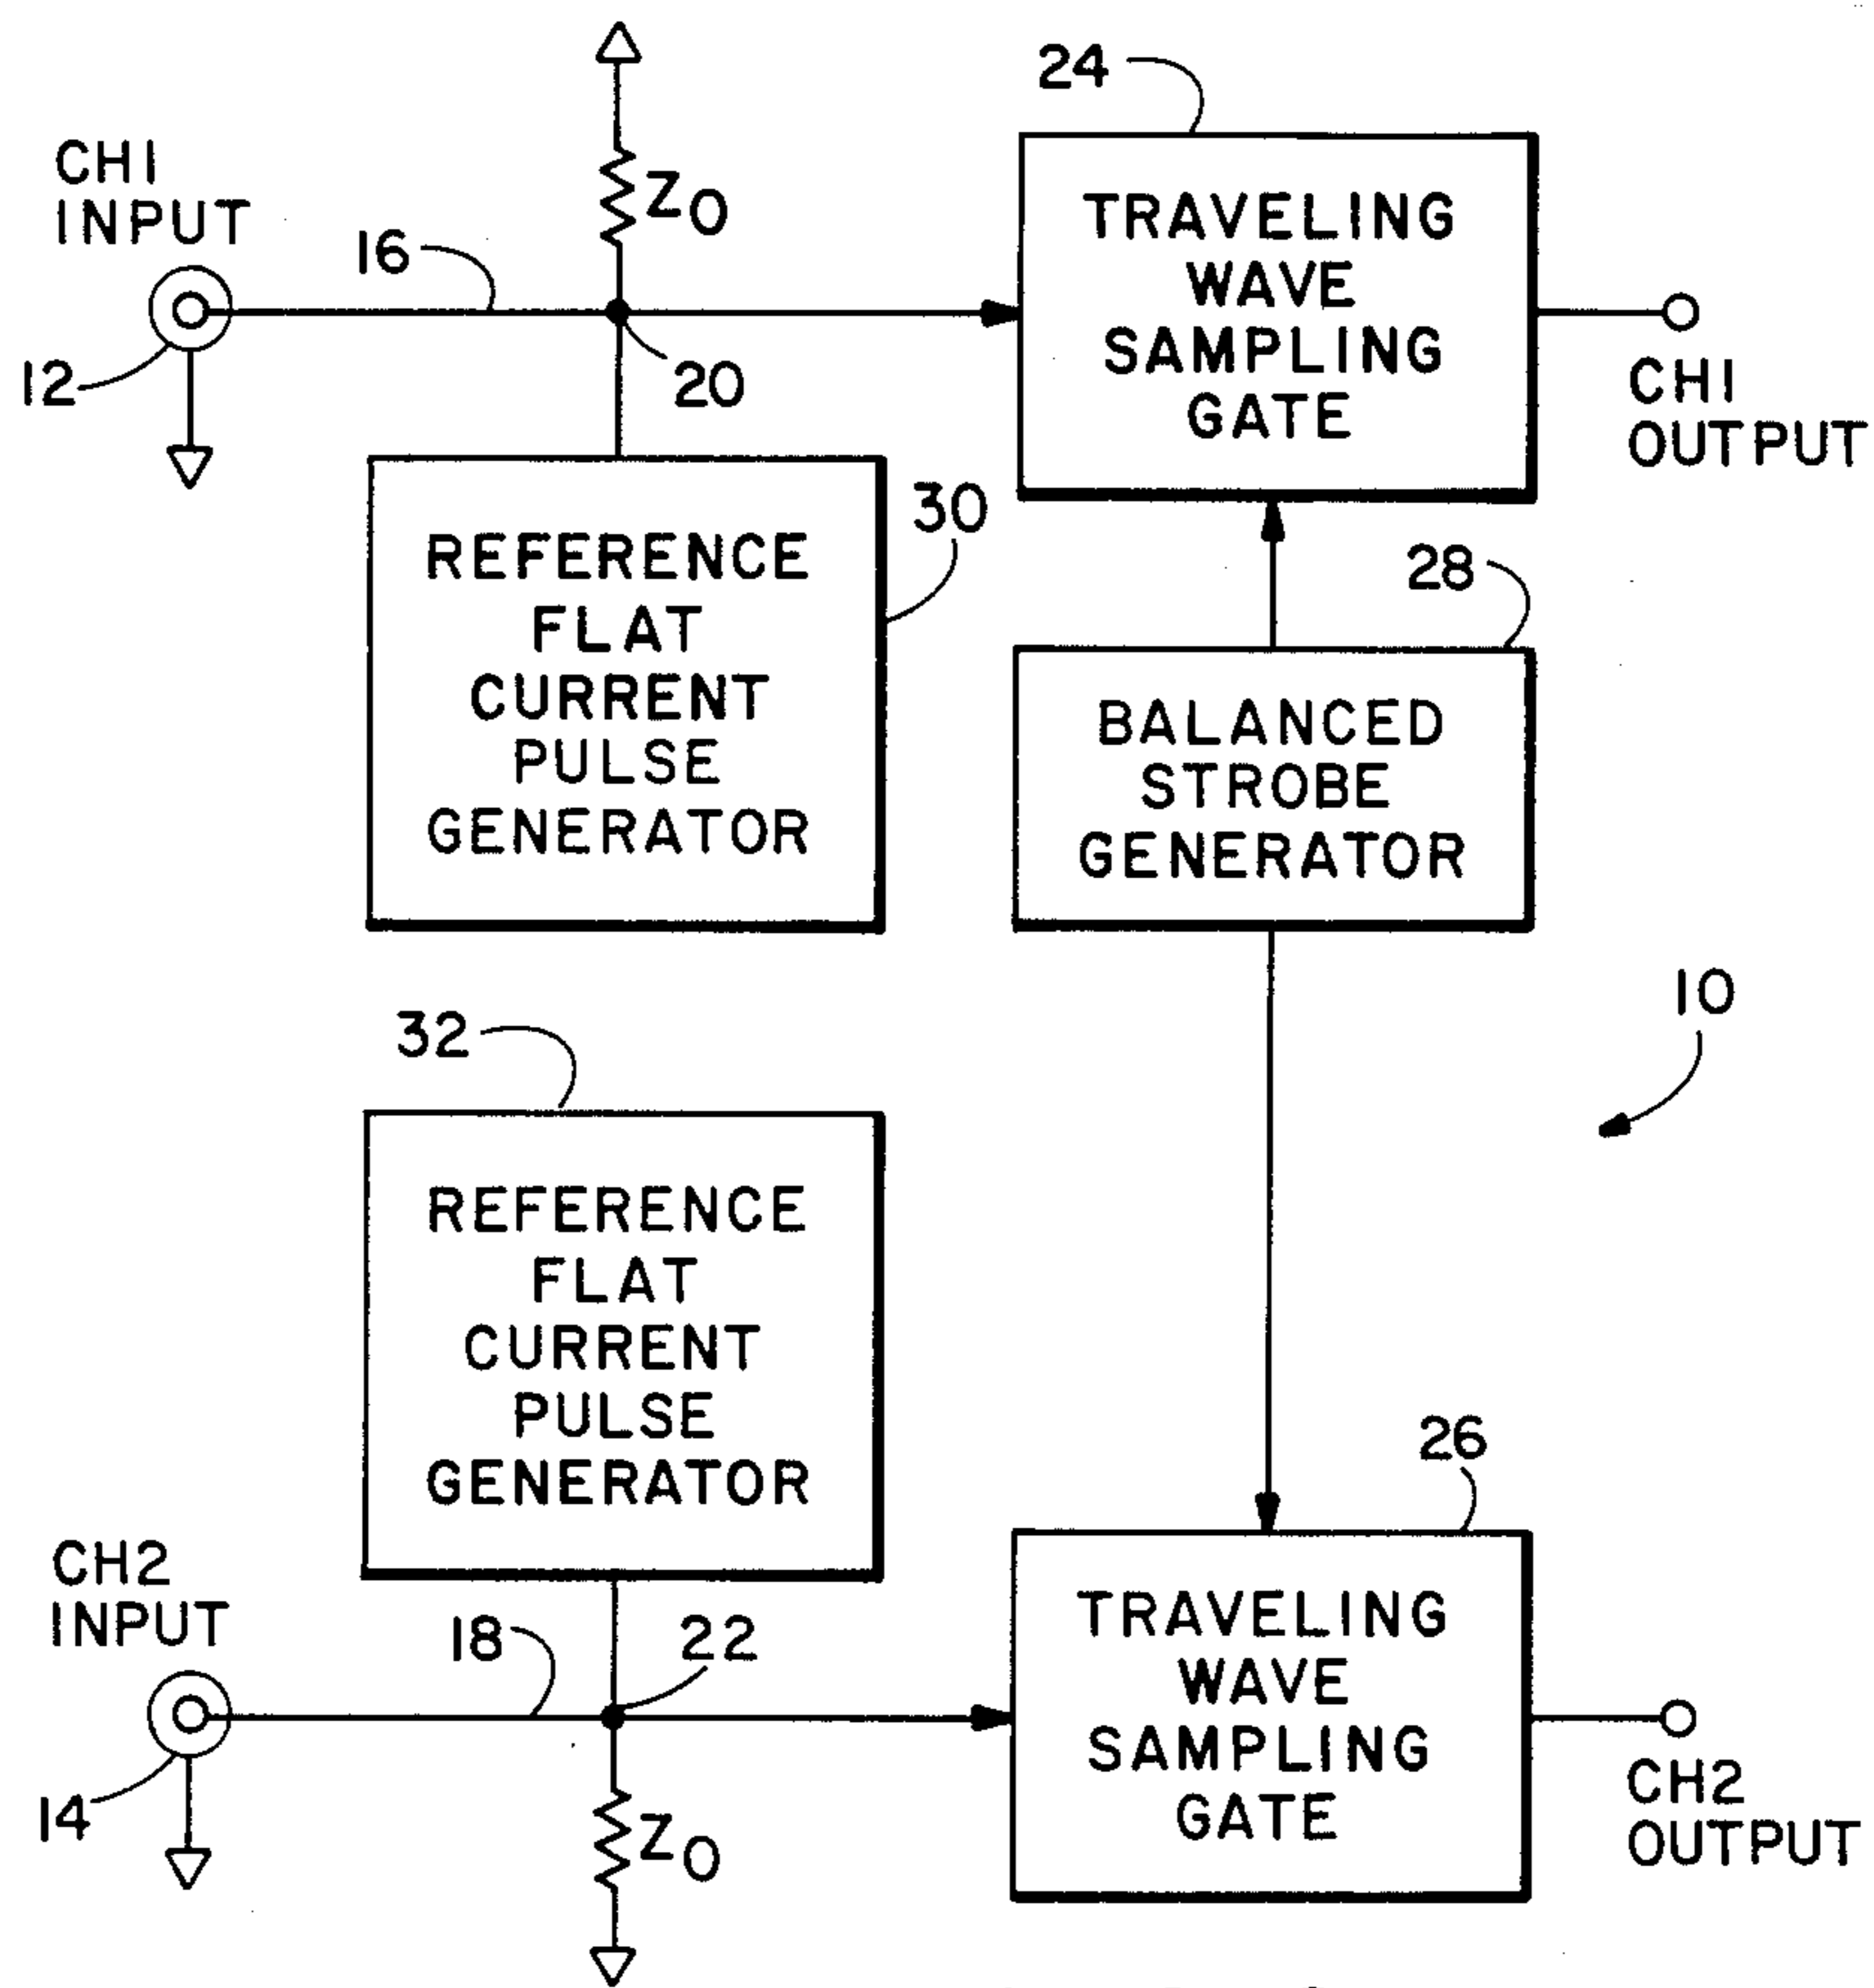 24
CH1
INPUT
Z0
16
TRAVELING
WAVE
SAMPLING
GATE
12
20
CH1
OUTPUT
30
REFERENCE
FLAT
CURRENT
PULSE
GENERATOR
28
BALANCED
STROBE
GENERATOR
10
32
REFERENCE
FLAT
CURRENT
PULSE
GENERATOR
26
CH2
INPUT
18
22
TRAVELING
WAVE
SAMPLING
GATE
14
Z0
CH2
OUTPUT